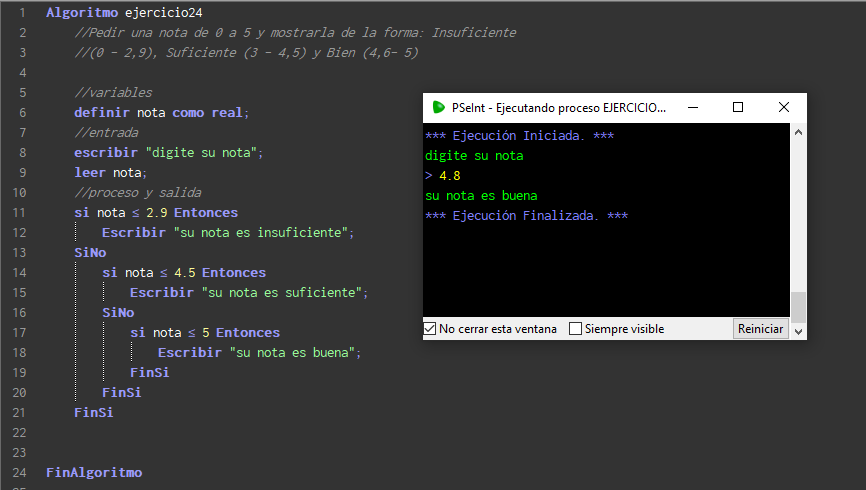 1 Algoritmo ejercicio24
2 //Pedir una nota de 0 a 5 y mostrarla de la forma: Insuficiente
3 //(0 - 2,9), Suficiente (3 - 4,5) y Bien (4,6- 5)
4
5 //variables
6 definir nota como real;
7 //entrada
8 escribir "digite su nota";
9 leer nota;
10 //proceso y salida
11 si nota ≤ 2.9 Entonces
12 Escribir "su nota es insuficiente";
13 SiNo
14 si nota ≤ 4.5 Entonces
15 Escribir "su nota es suficiente";
16 SiNo
17 si nota ≤ 5 Entonces
18 Escribir "su nota es buena";
19 FinSi
20 FinSi
21 FinSi
22
23
24 FinAlgoritmo
PSeInt - Ejecutando proceso EJERCICIO...
*** Ejecución Iniciada. ***
digite su nota
> 4.8
su nota es buena
*** Ejecución Finalizada. ***
No cerrar esta ventana Siempre visible Reiniciar